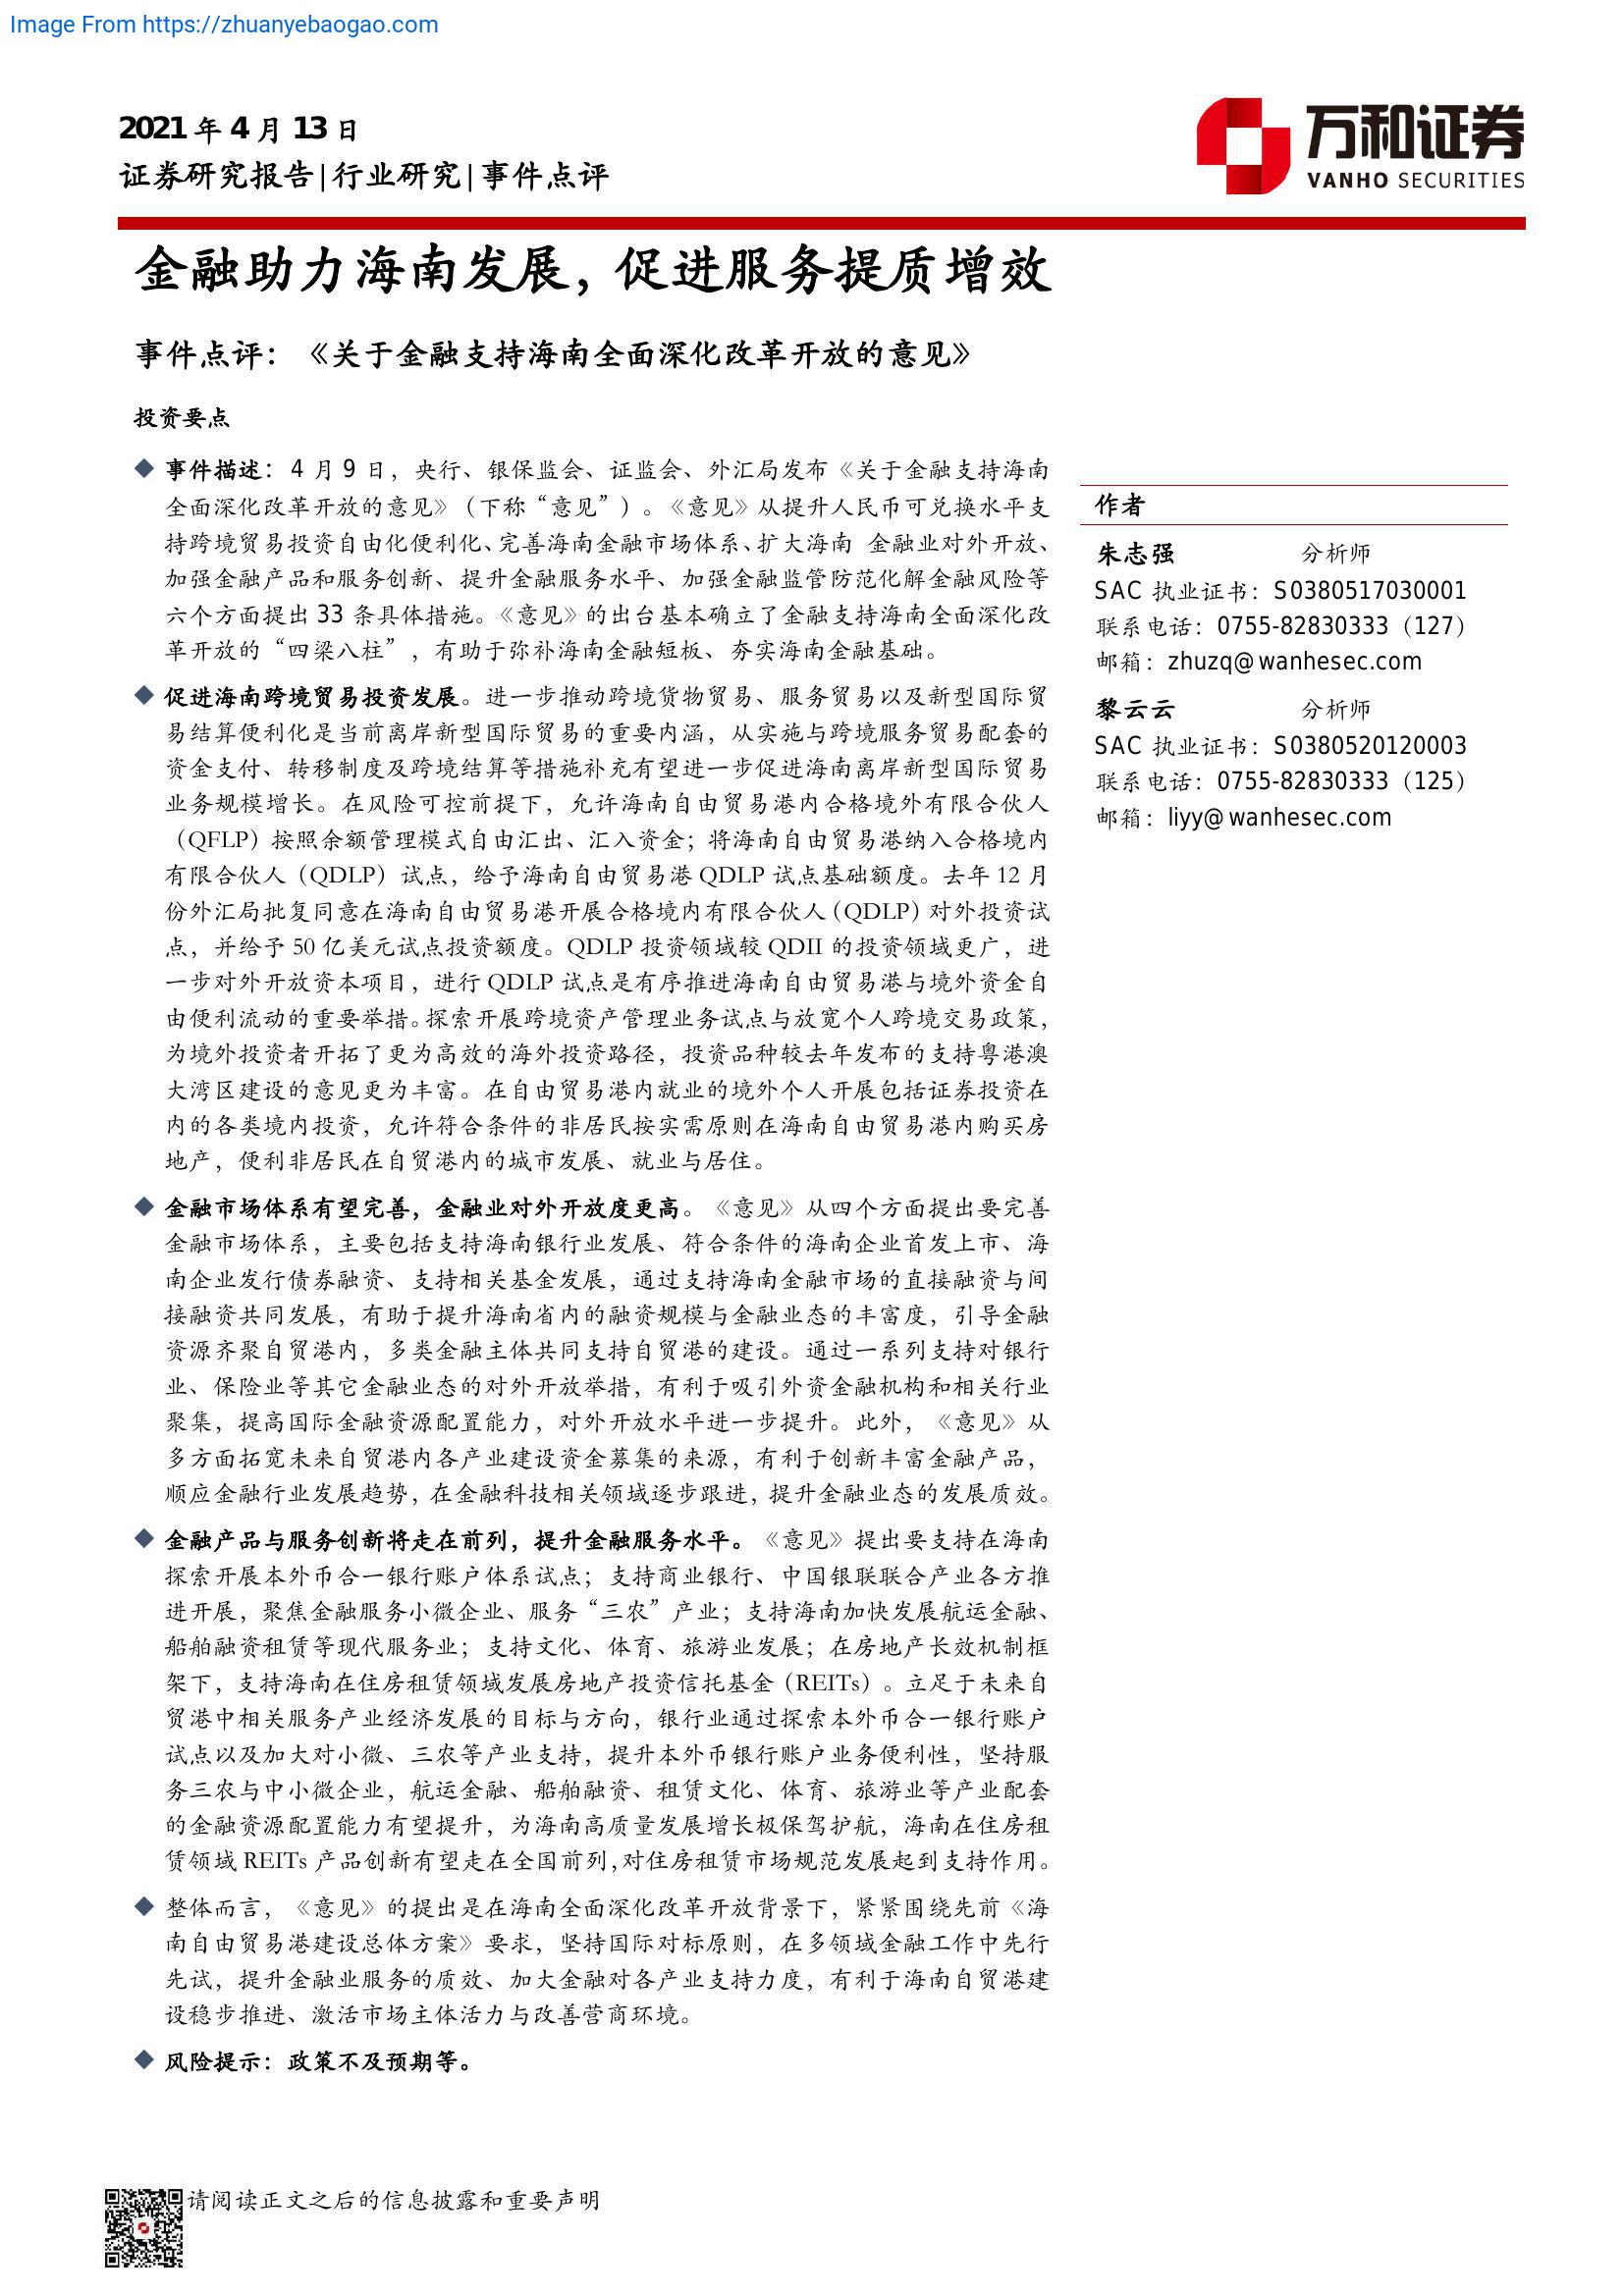 Image From https://zhuanyebaogao.com
2021 年 4 月 13 日
证券研究报告|行业研究|事件点评
万和证券
VANHO SECURITIES
金融助力海南发展，促进服务提质增效
事件点评：《关于金融支持海南全面深化改革开放的意见》
投资要点
◆ 事件描述：4 月 9 日，央行、银保监会、证监会、外汇局发布《关于金融支持海南
全面深化改革开放的意见》（下称“意见”）。《意见》从提升人民币可兑换水平支
持跨境贸易投资自由化便利化、完善海南金融市场体系、扩大海南 金融业对外开放、
加强金融产品和服务创新、提升金融服务水平、加强金融监管防范化解金融风险等
六个方面提出 33 条具体措施。《意见》的出台基本确立了金融支持海南全面深化改
革开放的“四梁八柱”，有助于弥补海南金融短板、夯实海南金融基础。
◆ 促进海南跨境贸易投资发展。进一步推动跨境货物贸易、服务贸易以及新型国际贸
易结算便利化是当前离岸新型国际贸易的重要内涵，从实施与跨境服务贸易配套的
资金支付、转移制度及跨境结算等措施补充有望进一步促进海南离岸新型国际贸易
业务规模增长。在风险可控前提下，允许海南自由贸易港内合格境外有限合伙人
（QFLP）按照余额管理模式自由汇出、汇入资金；将海南自由贸易港纳入合格境内
有限合伙人（QDLP）试点，给予海南自由贸易港 QDLP 试点基础额度。去年 12 月
份外汇局批复同意在海南自由贸易港开展合格境内有限合伙人（QDLP）对外投资试
点，并给予 50 亿美元试点投资额度。QDLP 投资领域较 QDII 的投资领域更广，进
一步对外开放资本项目，进行 QDLP 试点是有序推进海南自由贸易港与境外资金自
由便利流动的重要举措。探索开展跨境资产管理业务试点与放宽个人跨境交易政策，
为境外投资者开拓了更为高效的海外投资路径，投资品种较去年发布的支持粤港澳
大湾区建设的意见更为丰富。在自由贸易港内就业的境外个人开展包括证券投资在
内的各类境内投资，允许符合条件的非居民按实需原则在海南自由贸易港内购买房
地产，便利非居民在自贸港内的城市发展、就业与居住。
◆ 金融市场体系有望完善，金融业对外开放度更高。《意见》从四个方面提出要完善
金融市场体系，主要包括支持海南银行业发展、符合条件的海南企业首发上市、海
南企业发行债券融资、支持相关基金发展，通过支持海南金融市场的直接融资与间
接融资共同发展，有助于提升海南省内的融资规模与金融业态的丰富度，引导金融
资源齐聚自贸港内，多类金融主体共同支持自贸港的建设。通过一系列支持对银行
业、保险业等其它金融业态的对外开放举措，有利于吸引外资金融机构和相关行业
聚集，提高国际金融资源配置能力，对外开放水平进一步提升。此外，《意见》从
多方面拓宽未来自贸港内各产业建设资金募集的来源，有利于创新丰富金融产品，
顺应金融行业发展趋势，在金融科技相关领域逐步跟进，提升金融业态的发展质效。
◆ 金融产品与服务创新将走在前列，提升金融服务水平。《意见》提出要支持在海南
探索开展本外币合一银行账户体系试点；支持商业银行、中国银联联合产业各方推
进开展，聚焦金融服务小微企业、服务“三农”产业；支持海南加快发展航运金融、
船舶融资租赁等现代服务业；支持文化、体育、旅游业发展；在房地产长效机制框
架下，支持海南在住房租赁领域发展房地产投资信托基金（REITs）。立足于未来自
贸港中相关服务产业经济发展的目标与方向，银行业通过探索本外币合一银行账户
试点以及加大对小微、三农等产业支持，提升本外币银行账户业务便利性，坚持服
务三农与中小微企业，航运金融、船舶融资、租赁文化、体育、旅游业等产业配套
的金融资源配置能力有望提升，为海南高质量发展增长极保驾护航，海南在住房租
赁领域 REITs 产品创新有望走在全国前列，对住房租赁市场规范发展起到支持作用。
◆ 整体而言，《意见》的提出是在海南全面深化改革开放背景下，紧紧围绕先前《海
南自由贸易港建设总体方案》要求，坚持国际对标原则，在多领域金融工作中先行
先试，提升金融业服务的质效、加大金融对各产业支持力度，有利于海南自贸港建
设稳步推进、激活市场主体活力与改善营商环境。
◆ 风险提示：政策不及预期等。
作者
朱志强 分析师
SAC 执业证书：S0380517030001
联系电话：0755-82830333（127）
邮箱：zhuzq@wanhesec.com
黎云云 分析师
SAC 执业证书：S0380520120003
联系电话：0755-82830333（125）
邮箱：liyy@wanhesec.com
请阅读正文之后的信息披露和重要声明